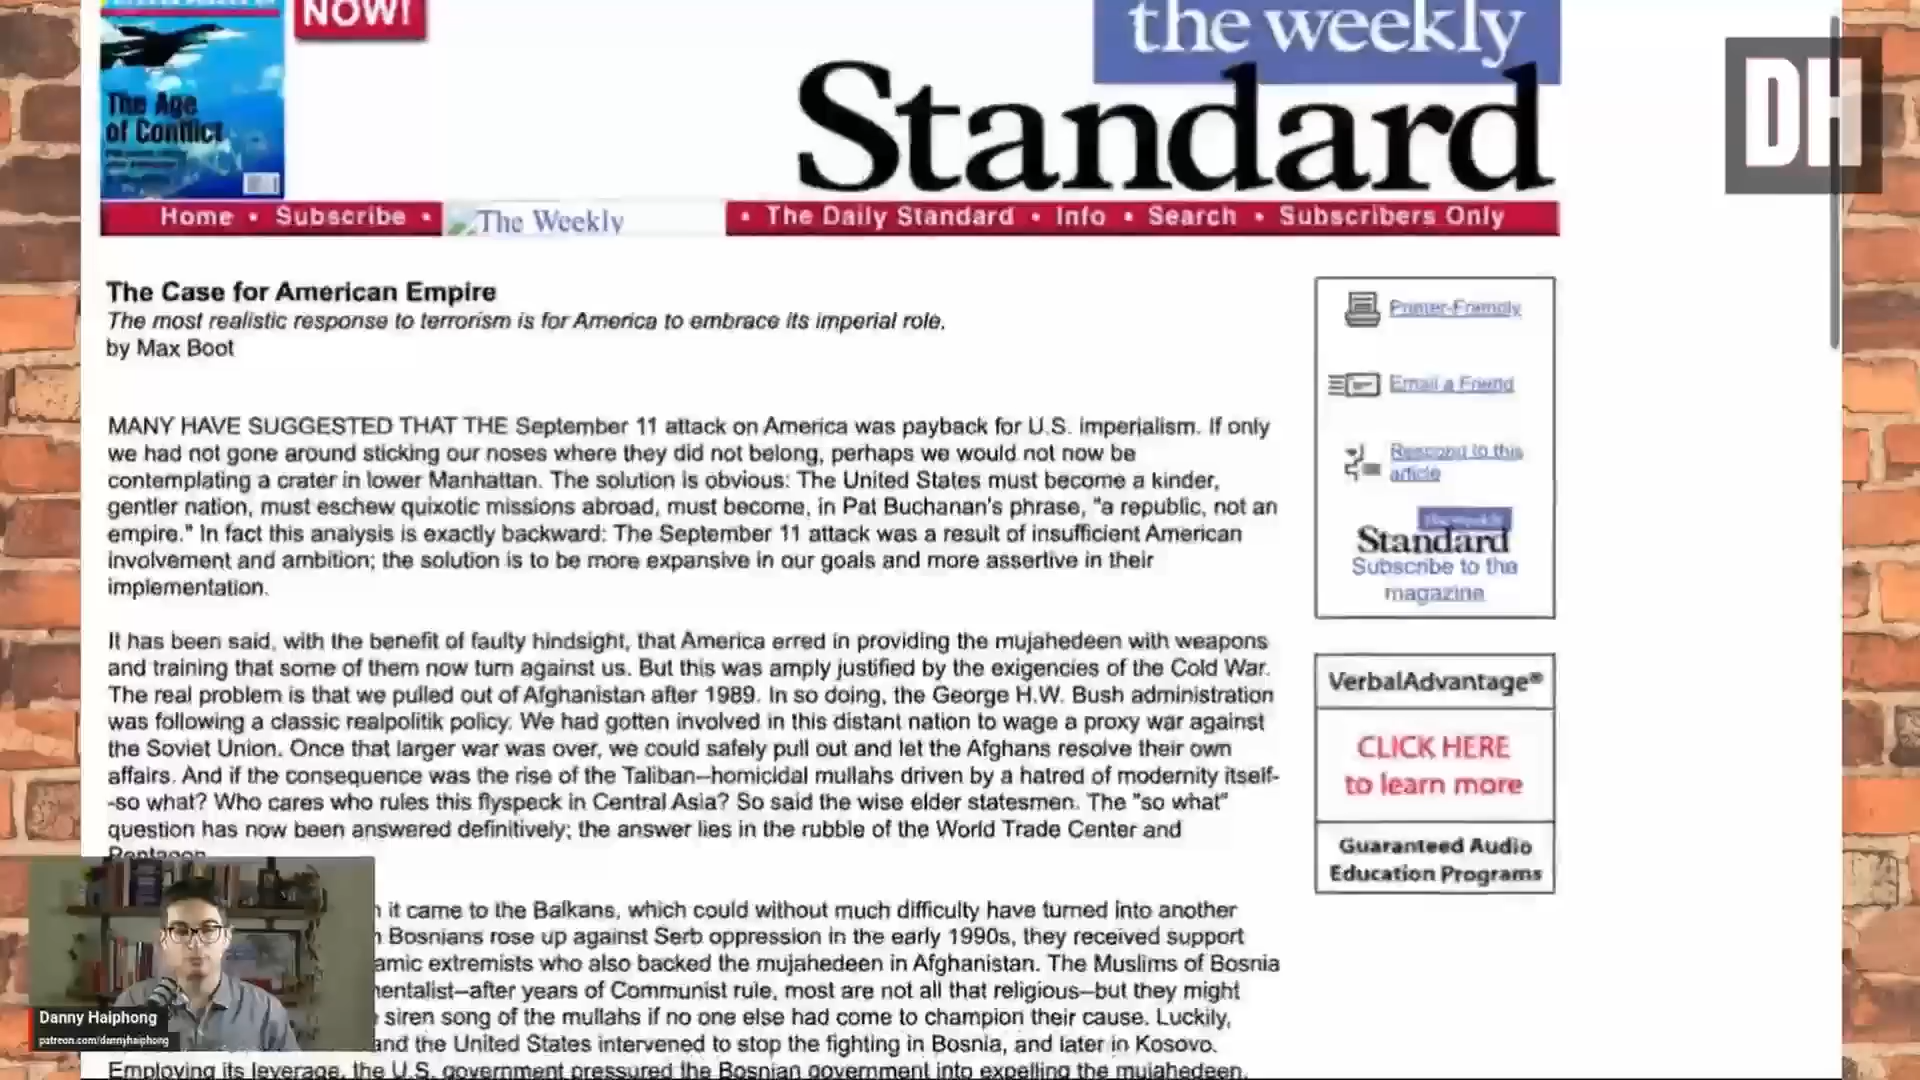 NOW!
The Age
of Conflict
the weekly
Standard
DH
Home • Subscribe •
The Weekly
• The Daily Standard • Info • Search • Subscribers Only
The Case for American Empire
The most realistic response to terrorism is for America to embrace its imperial role.
by Max Boot
MANY HAVE SUGGESTED THAT THE September 11 attack on America was payback for U.S. imperialism. If only
we had not gone around sticking our noses where they did not belong, perhaps we would not now be
contemplating a crater in lower Manhattan. The solution is obvious: The United States must become a kinder,
gentler nation, must eschew quixotic missions abroad, must become, in Pat Buchanan's phrase, "a republic, not an
empire." In fact this analysis is exactly backward: The September 11 attack was a result of insufficient American
involvement and ambition; the solution is to be more expansive in our goals and more assertive in their
implementation.
It has been said, with the benefit of faulty hindsight, that America erred in providing the mujahedeen with weapons
and training that some of them now turn against us. But this was amply justified by the exigencies of the Cold War.
The real problem is that we pulled out of Afghanistan after 1989. In so doing, the George H.W. Bush administration
was following a classic realpolitik policy. We had gotten involved in this distant nation to wage a proxy war against
the Soviet Union. Once that larger war was over, we could safely pull out and let the Afghans resolve their own
affairs. And if the consequence was the rise of the Taliban--homicidal mullahs driven by a hatred of modernity itself-
-so what? Who cares who rules this flyspeck in Central Asia? So said the wise elder statesmen. The "so what"
question has now been answered definitively; the answer lies in the rubble of the World Trade Center and
Pentagon.
it came to the Balkans, which could without much difficulty have turned into another
Bosnians rose up against Serb oppression in the early 1990s, they received support
amic extremists who also backed the mujahedeen in Afghanistan. The Muslims of Bosnia
entalist--after years of Communist rule, most are not all that religious--but they might
siren song of the mullahs if no one else had come to champion their cause. Luckily,
and the United States intervened to stop the fighting in Bosnia, and later in Kosovo.
Employing its leverage, the U.S. government pressured the Bosnian government into expelling the mujahedeen.
Printer-Friendly
Email a Friend
Respond to this
article
the weekly
Standard
Subscribe to the
magazine
VerbalAdvantage®
CLICK HERE
to learn more
Guaranteed Audio
Education Programs
Danny Haiphong
patreon.com/dannyhaiphong